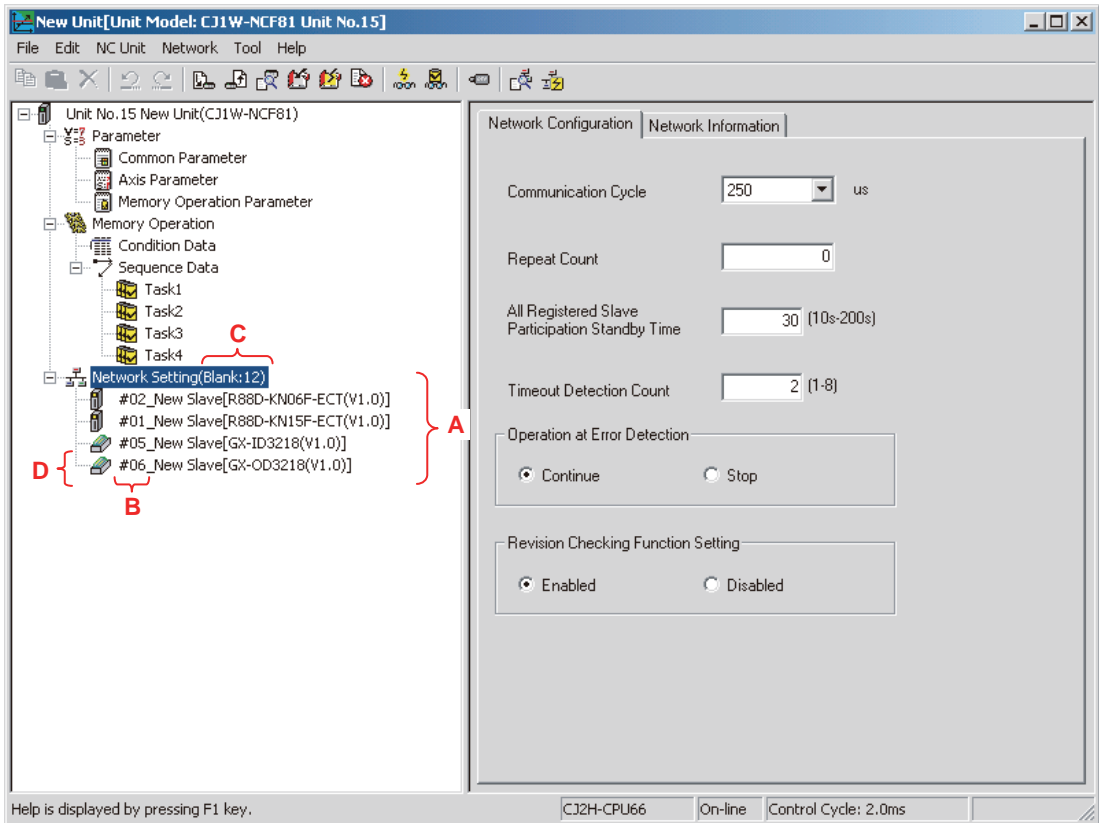 New Unit[Unit Model: CJ1W-NCF81 Unit No.15]
File Edit NC Unit Network Tool Help
Unit No.15 New Unit(CJ1W-NCF81)
Parameter
Common Parameter
Axis Parameter
Memory Operation Parameter
Memory Operation
Condition Data
Sequence Data
Task1
Task2
Task3
Task4
C
Network Setting(Blank:12)
#02_New Slave[R88D-KN06F-ECT(V1.0)]
#01_New Slave[R88D-KN15F-ECT(V1.0)]
A
#05_New Slave[GX-ID3218(V1.0)]
#06_New Slave[GX-OD3218(V1.0)]
D
B
Network Configuration Network Information
Communication Cycle 250 us
Repeat Count 0
All Registered Slave
Participation Standby Time 30 (10s-200s)
Timeout Detection Count 2 (1-8)
Operation at Error Detection
Continue Stop
Revision Checking Function Setting
Enabled Disabled
Help is displayed by pressing F1 key. CJ2H-CPU66 On-line Control Cycle: 2.0ms